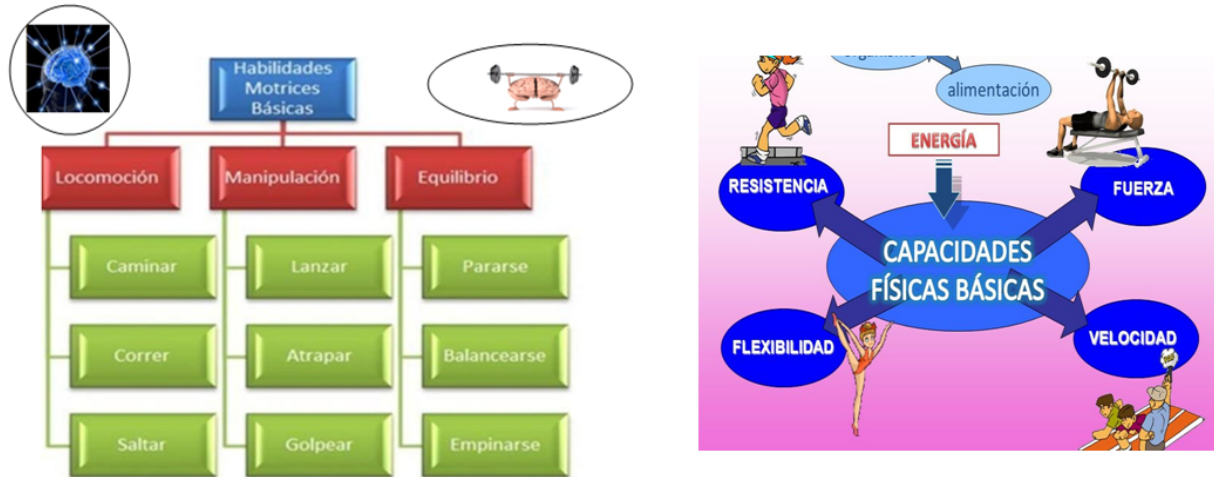 Habilidades
Motrices
Básicas
Locomoción
Manipulación
Equilibrio
Caminar
Lanzar
Pararse
Correr
Atrapar
Balancearse
Saltar
Golpear
Empinarse
alimentación
ENERGÍA
RESISTENCIA
FUERZA
CAPACIDADES
FÍSICAS BÁSICAS
FLEXIBILIDAD
VELOCIDAD